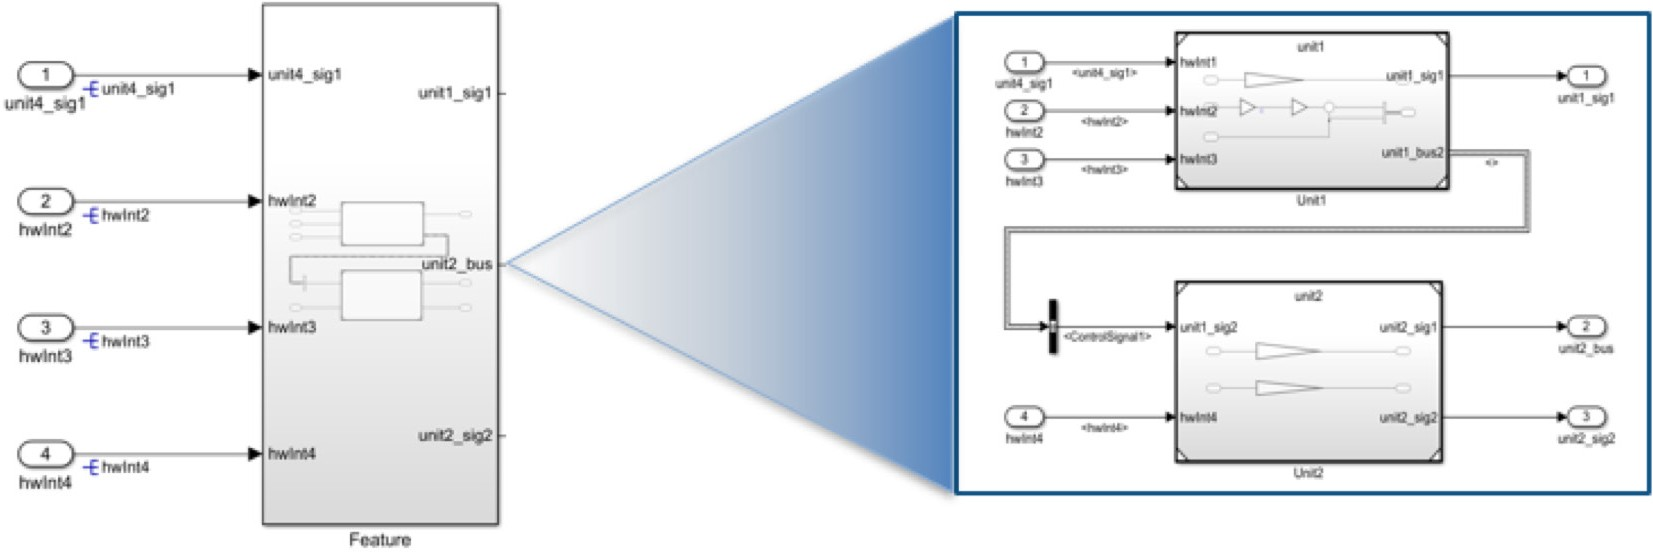 1
unit4_sig1
unit4_sig1
2
hwInt2
hwInt2
3
hwInt3
hwInt3
4
hwInt4
hwInt4
unit4_sig1
hwInt2
hwInt3
hwInt4
unit1_sig1
unit2_bus
unit2_sig2
Feature
1
unit4_sig1
<unit4_sig1>
2
hwInt2
<hwInt2>
3
hwInt3
<hwInt3>
unit1
hwInt1
hwInt2
hwInt3
unit1_sig1
unit1_bus2
Unit1
1
unit1_sig1
<>
<ControlSignal1>
4
hwInt4
<hwInt4>
unit2
unit1_sig2
hwInt4
unit2_sig1
unit2_sig2
Unit2
2
unit2_bus
3
unit2_sig2